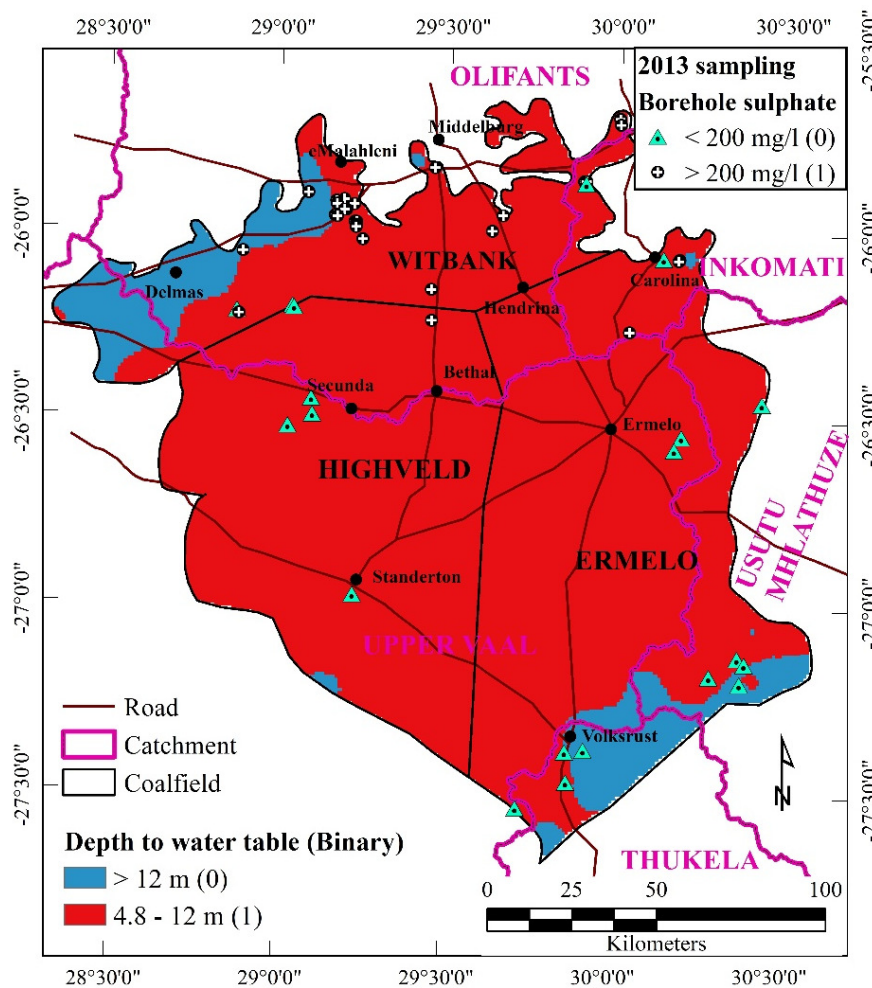 28°30'0"
29°0'0"
29°30'0"
30°0'0"
30°30'0"
-25°30'0"
OLIFANTS
2013 sampling
Borehole sulphate
< 200 mg/l (0)
> 200 mg/l (1)
Middelburg
eMalahleni
-26°0'0"
-26°0'0"
WITBANK
Carolina
INKOMATI
Delmas
Hendrina
Bethal
Secunda
-26°30'0"
-26°30'0"
Ermelo
HIGHVELD
USUTU
MHLATHUZE
ERMELO
Standerton
-27°0'0"
-27°0'0"
UPPER VAAL
Road
Catchment
Coalfield
Volksrust
N
-27°30'0"
-27°30'0"
Depth to water table (Binary)
> 12 m (0)
4.8 - 12 m (1)
THUKELA
0 25 50 100
Kilometers
28°30'0"
29°0'0"
29°30'0"
30°0'0"
30°30'0"